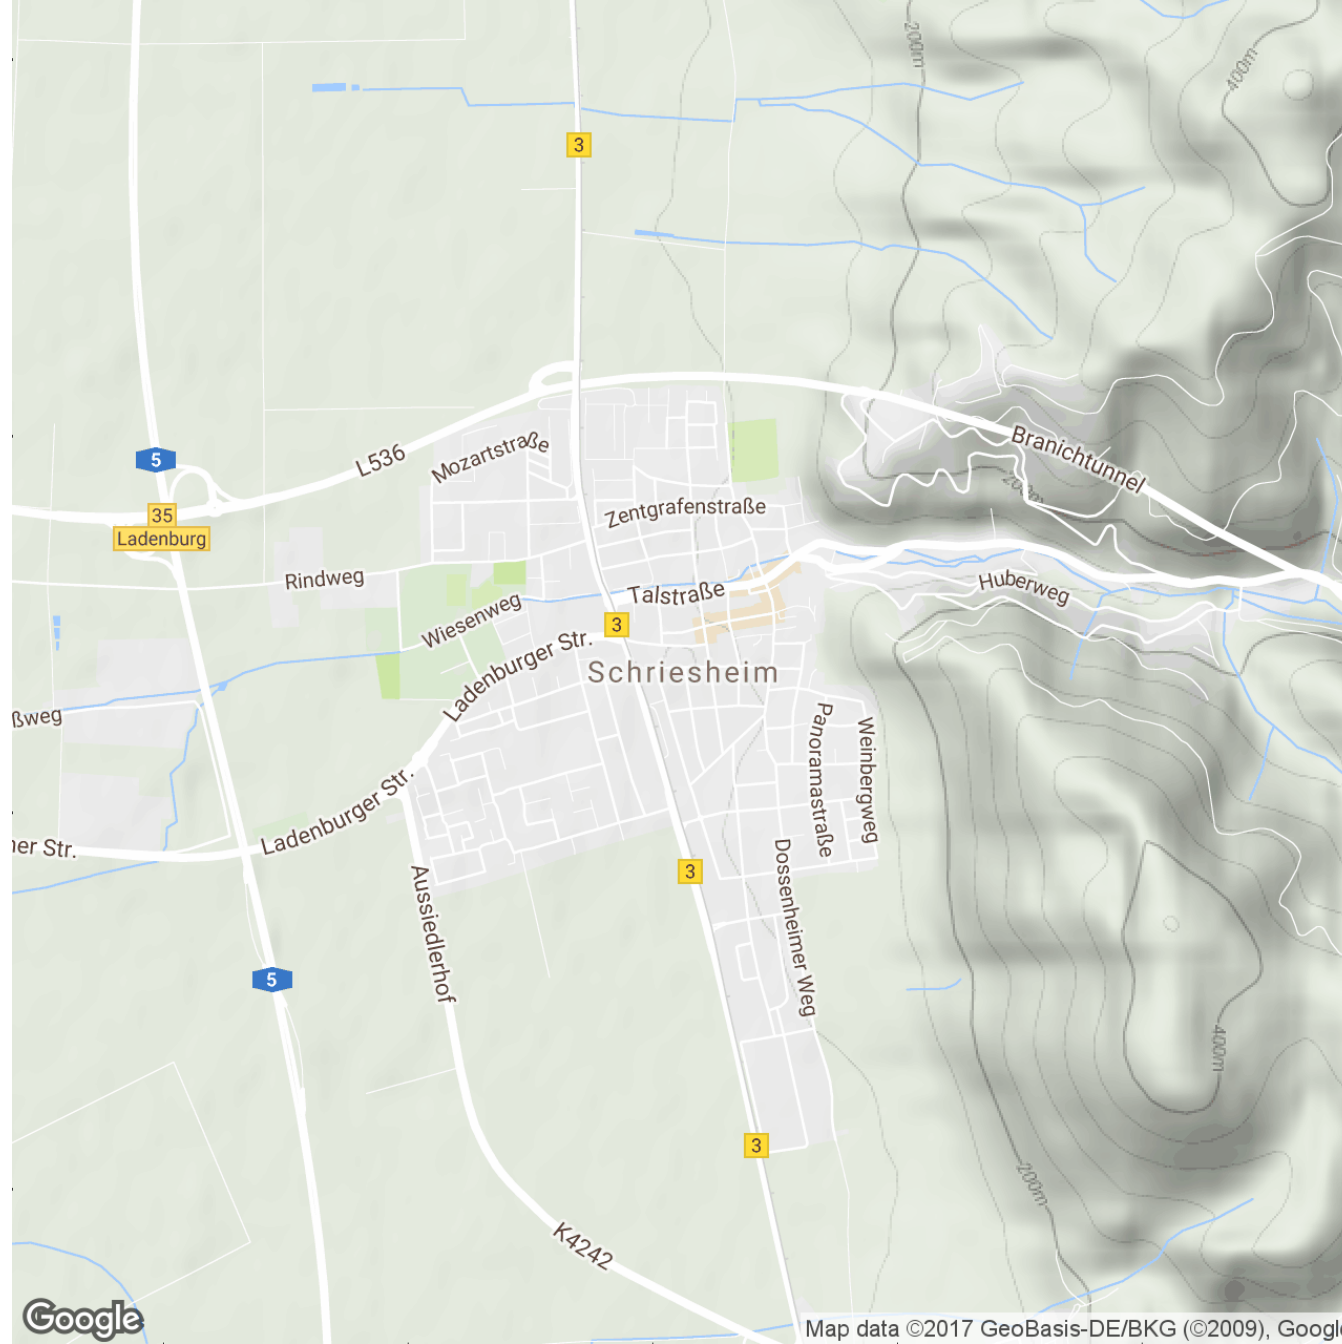 200m
400m
3
Mozartstraße
L536
5
Branichtunnel
200m
Zentgrafenstraße
35
Ladenburg
Rindweg
Talstraße
Huberweg
Wiesenweg
3
Ladenburger Str.
Schriesheim
ßweg
Panoramastraße
Weinbergweg
Ladenburger Str.
ner Str.
3
Aussiedlerhof
Dossenheimer Weg
5
400m
3
200m
K4242
Google
Map data ©2017 GeoBasis-DE/BKG (©2009). Googl